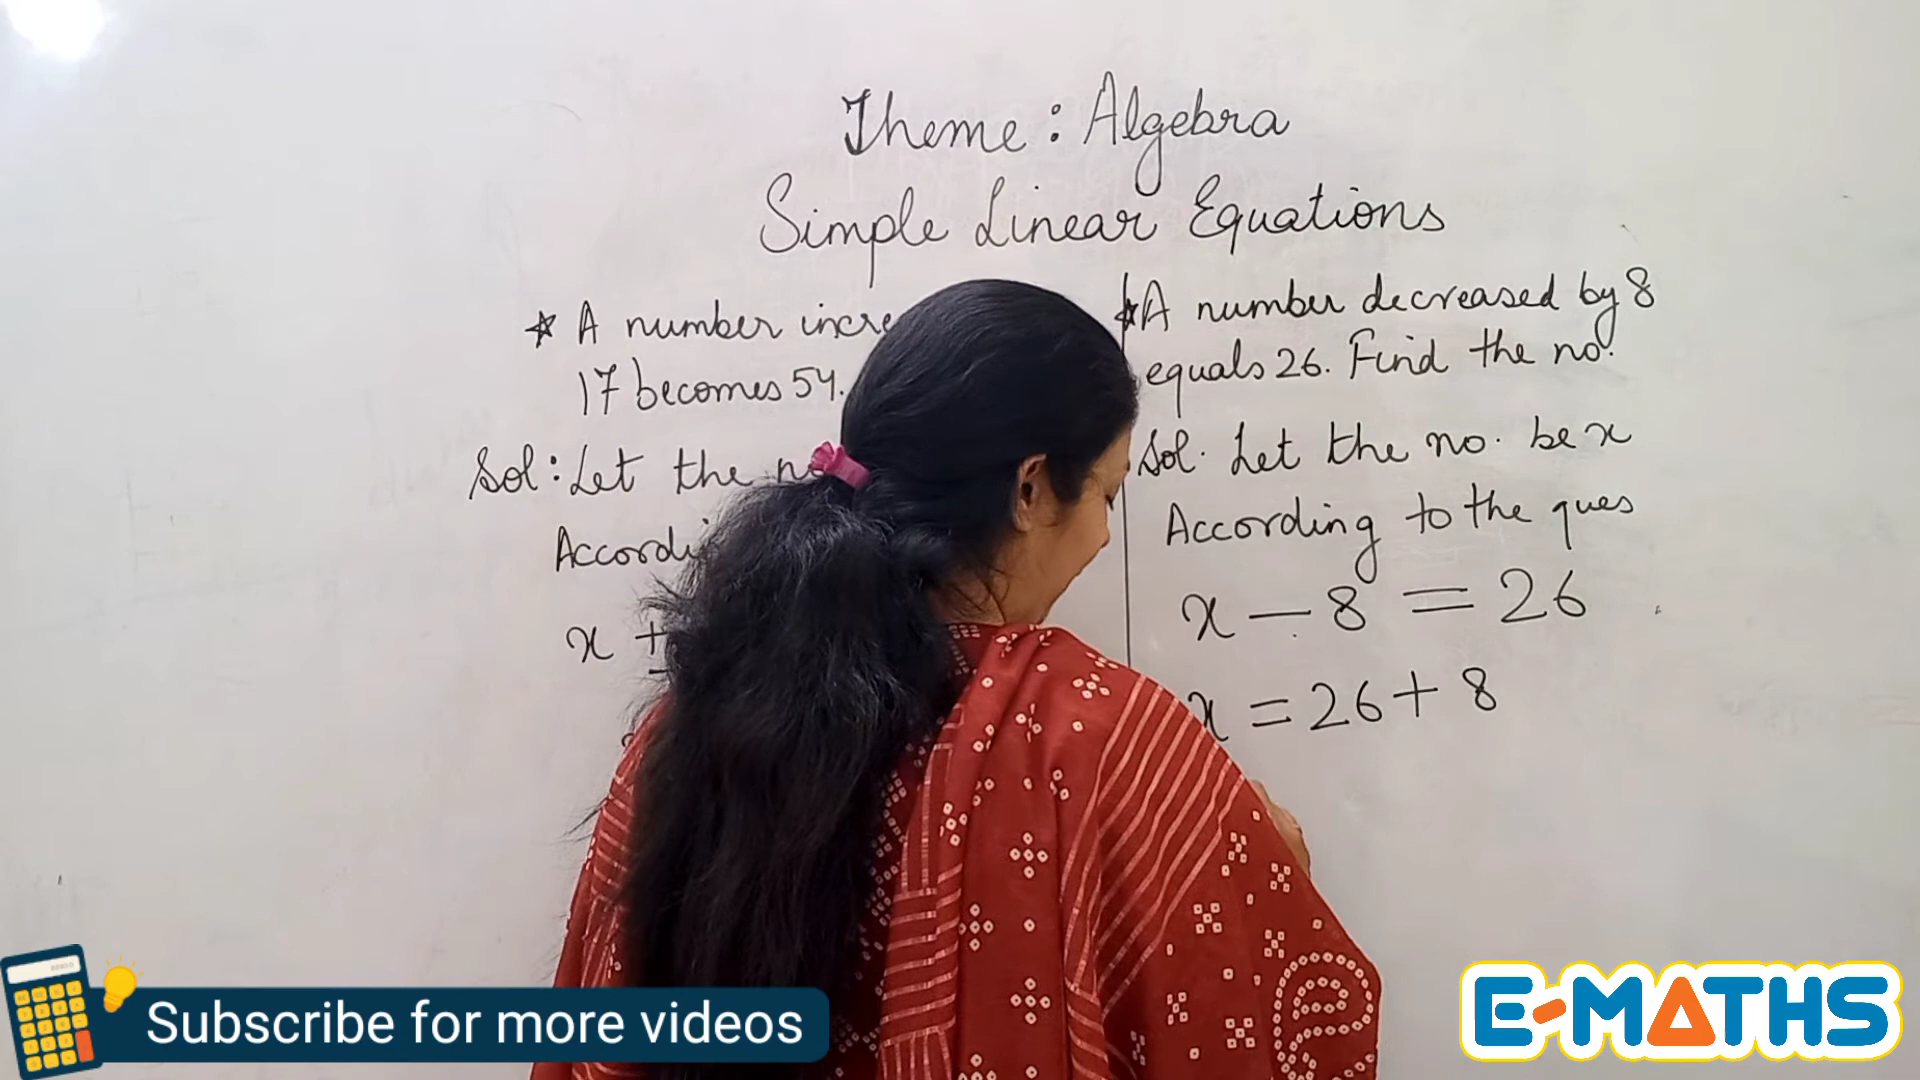 Theme : Algebra
Simple Linear Equations
* A number
17 becomes 54.
Sol : Let the
x +
* A number decreased by 8
equals 26. Find the no.
Sol. Let the no. be x
According to the ques
x - 8 = 26
x = 26 + 8
Subscribe for more videos
E-MATHS